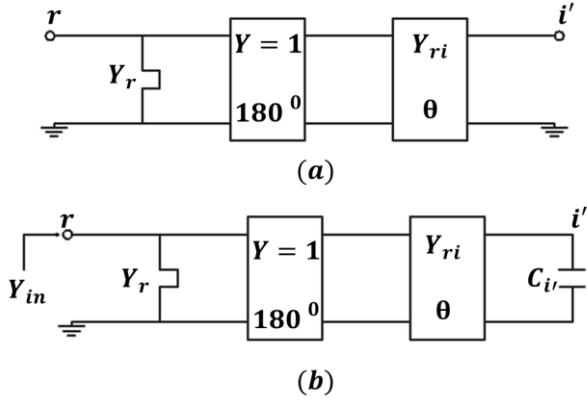 r i′
Y = 1 Y_ri
Y_r
180⁰ θ
(a)
r i′
Y = 1 Y_ri
Y_r C_i′
Y_in
180⁰ θ
(b)